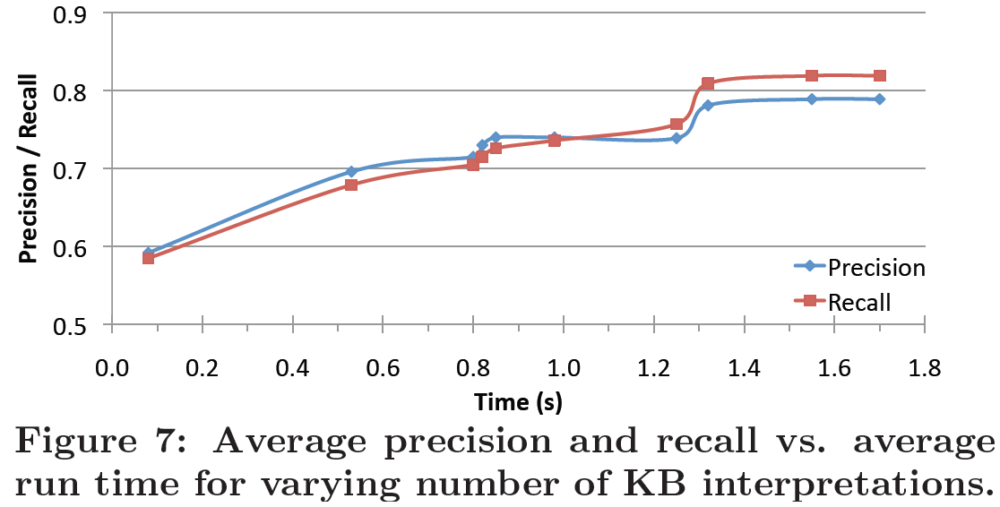 0.9
0.8
0.7
0.6
0.5
Precision / Recall
Precision
Recall
0.0 0.2 0.4 0.6 0.8 1.0 1.2 1.4 1.6 1.8
Time (s)
Figure 7: Average precision and recall vs. average
run time for varying number of KB interpretations.